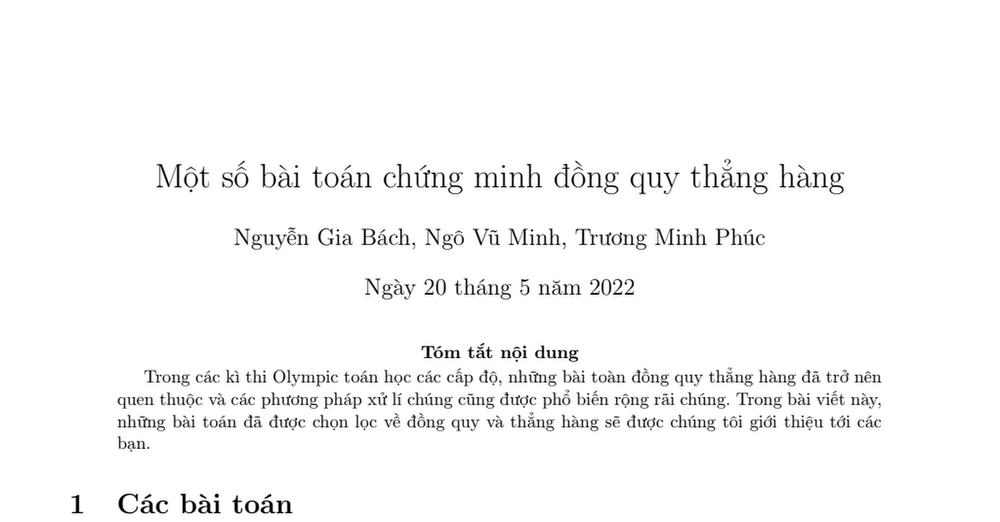 Một số bài toán chứng minh đồng quy thẳng hàng
Nguyễn Gia Bách, Ngô Vũ Minh, Trương Minh Phúc
Ngày 20 tháng 5 năm 2022
Tóm tắt nội dung
Trong các kì thi Olympic toán học các cấp độ, những bài toàn đồng quy thẳng hàng đã trở nên
quen thuộc và các phương pháp xử lí chúng cũng được phổ biến rộng rãi chúng. Trong bài viết này,
những bài toán đã được chọn lọc về đồng quy và thẳng hàng sẽ được chúng tôi giới thiệu tới các
bạn.
1 Các bài toán